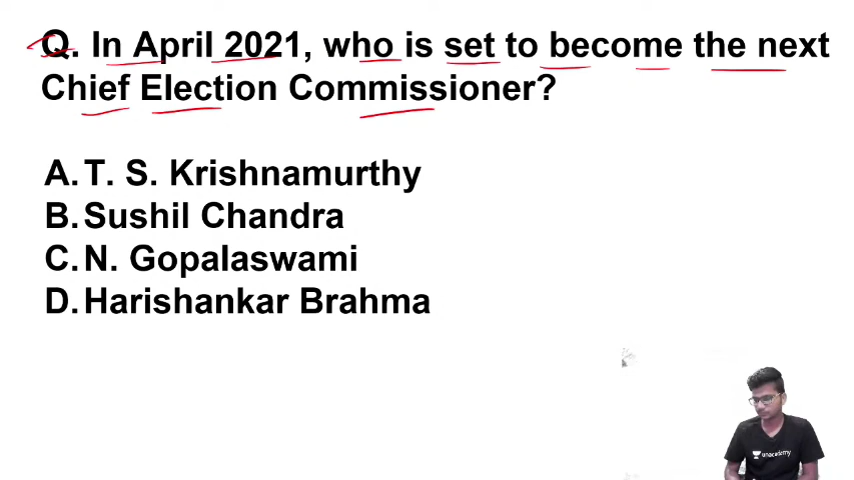 Q. In April 2021, who is set to become the next
Chief Election Commissioner?
A. T. S. Krishnamurthy
B. Sushil Chandra
C. N. Gopalaswami
D. Harishankar Brahma
unacademy